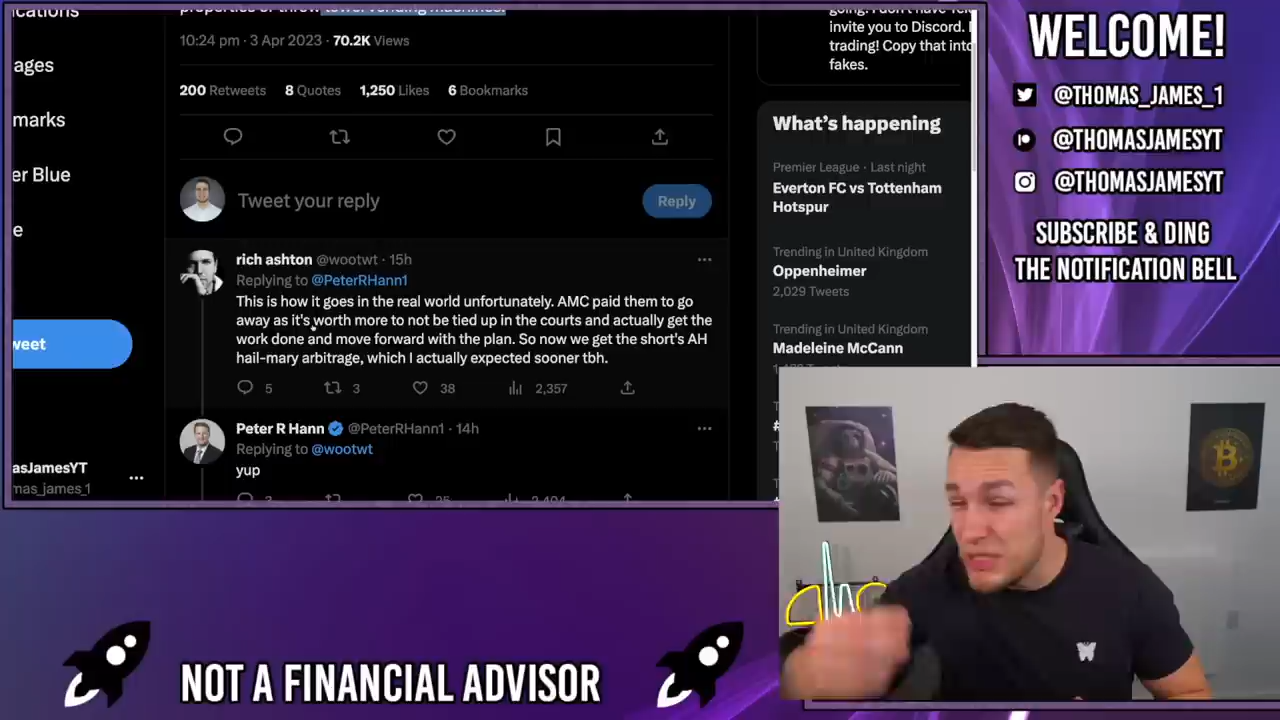 cations
ages
marks
er Blue
e
weet
asJamesYT
mas_james_1
10:24 pm · 3 Apr 2023 · 70.2K Views
200 Retweets 8 Quotes 1,250 Likes 6 Bookmarks
Tweet your reply
Reply
rich ashton @wootwt · 15h
Replying to @PeterRHann1
This is how it goes in the real world unfortunately. AMC paid them to go
away as it's worth more to not be tied up in the courts and actually get the
work done and move forward with the plan. So now we get the short's AH
hail-mary arbitrage, which I actually expected sooner tbh.
5 3 38 2,357
Peter R Hann @PeterRHann1 · 14h
Replying to @wootwt
yup
invite you to Discord.
trading! Copy that into
fakes.
What's happening
Premier League · Last night
Everton FC vs Tottenham
Hotspur
Trending in United Kingdom
Oppenheimer
2,029 Tweets
Trending in United Kingdom
Madeleine McCann
WELCOME!
@THOMAS_JAMES_1
@THOMASJAMESYT
@THOMASJAMESYT
SUBSCRIBE & DING
THE NOTIFICATION BELL
NOT A FINANCIAL ADVISOR